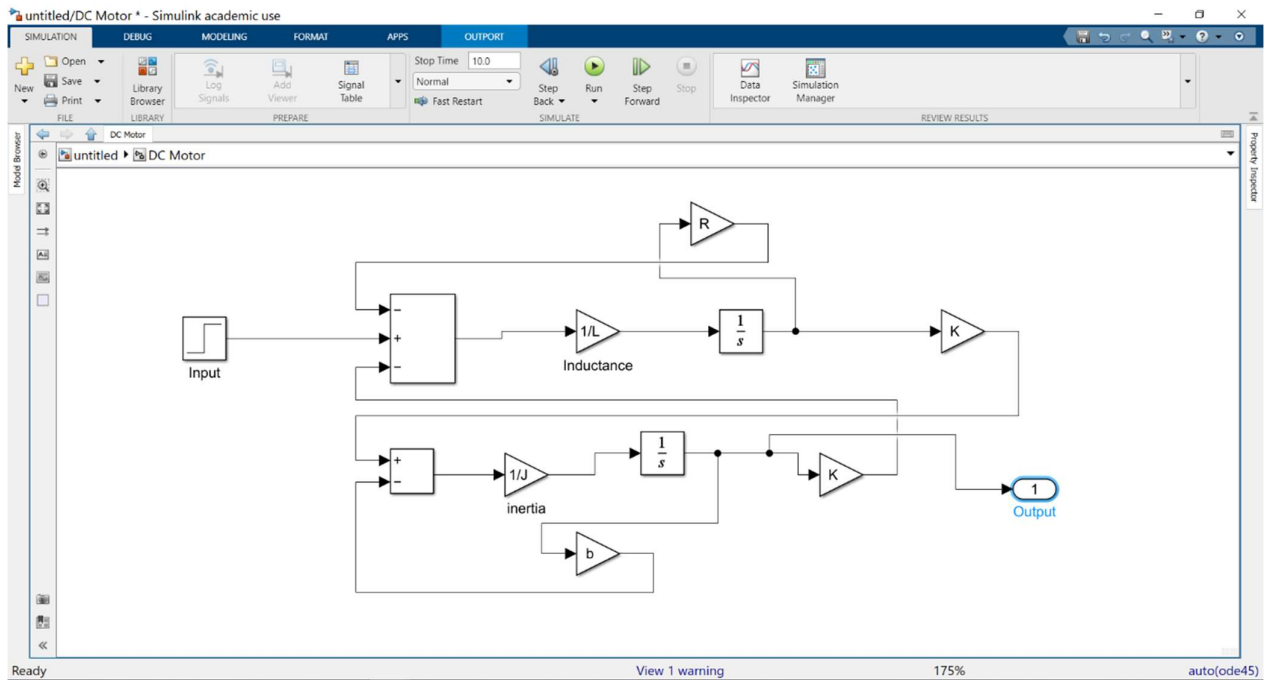 untitled/DC Motor * - Simulink academic use
SIMULATION DEBUG MODELING FORMAT APPS OUTPORT
New
Open
Save
Print
FILE
Library
Browser
LIBRARY
Log
Signals
Add
Viewer
Signal
Table
PREPARE
Stop Time 10.0
Normal
Fast Restart
Step
Back
Run
Step
Forward
Stop
SIMULATE
Data
Inspector
Simulation
Manager
REVIEW RESULTS
Model Browser
DC Motor
untitled DC Motor
Property Inspector
R
−
+
−
Input
1/L
Inductance
1
s
K
+
−
1/J
inertia
1
s
K
1
Output
b
Ready View 1 warning 175% auto(ode45)